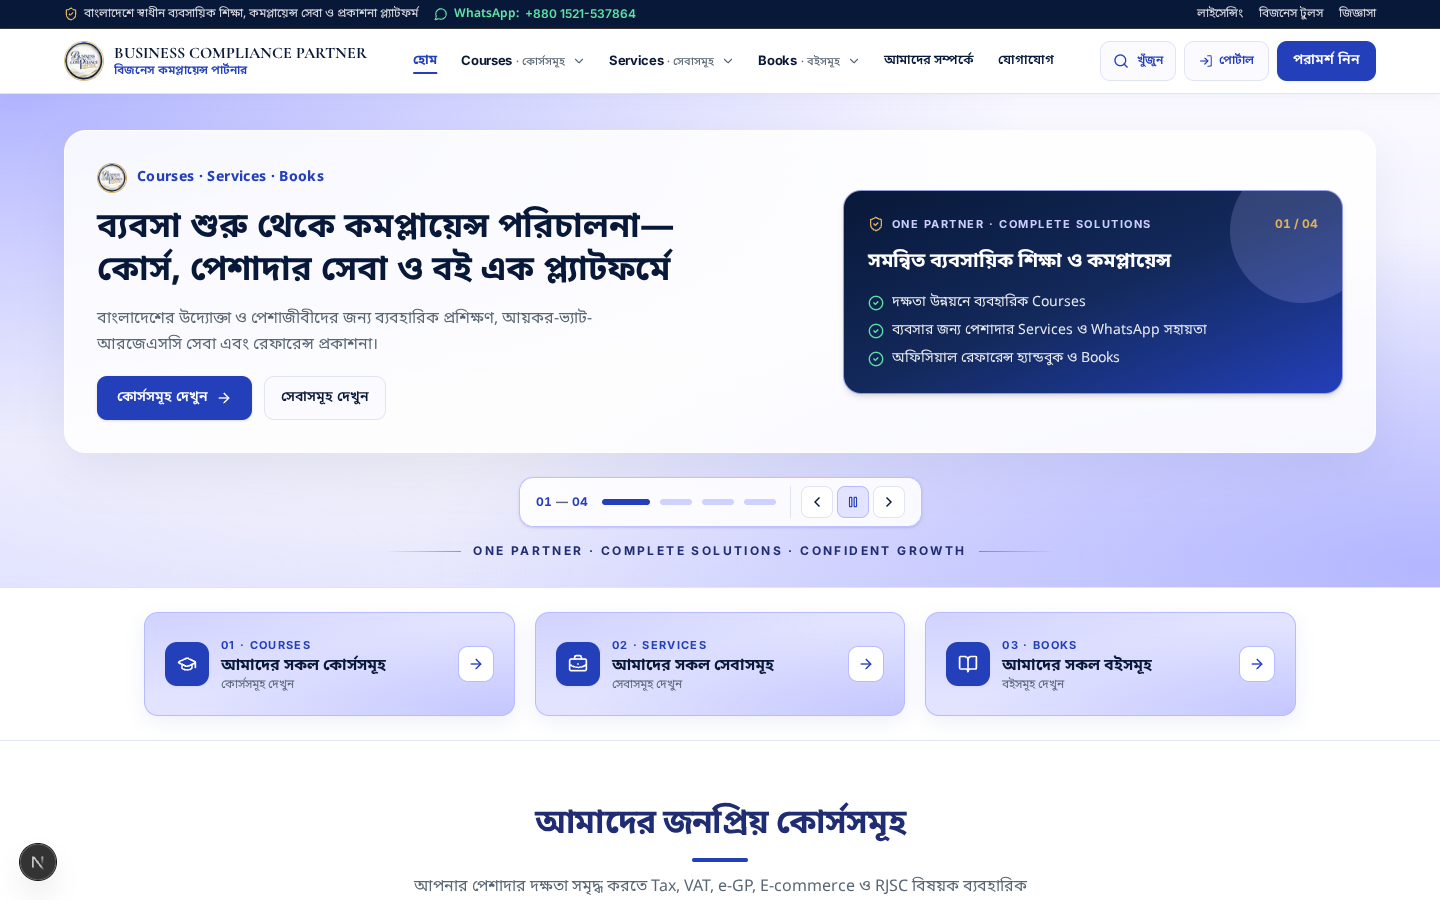 বাংলাদেশে স্বাধীন ব্যবসায়িক শিক্ষা, কমপ্লায়েন্স সেবা ও প্রকাশনা প্ল্যাটফর্ম WhatsApp: +880 1521-537864 লাইসেন্সিং বিজনেস টুলস জিজ্ঞাসা
BUSINESS COMPLIANCE PARTNER
বিজনেস কমপ্লায়েন্স পার্টনার
হোম Courses · কোর্সসমূহ Services · সেবাসমূহ Books · বইসমূহ আমাদের সম্পর্কে যোগাযোগ খুঁজুন পোর্টাল পরামর্শ নিন
Courses · Services · Books
ব্যবসা শুরু থেকে কমপ্লায়েন্স পরিচালনা—
কোর্স, পেশাদার সেবা ও বই এক প্ল্যাটফর্মে
বাংলাদেশের উদ্যোক্তা ও পেশাজীবীদের জন্য ব্যবহারিক প্রশিক্ষণ, আয়কর-ভ্যাট-
আরজেএসসি সেবা এবং রেফারেন্স প্রকাশনা।
কোর্সসমূহ দেখুন সেবাসমূহ দেখুন
ONE PARTNER · COMPLETE SOLUTIONS 01 / 04
সমন্বিত ব্যবসায়িক শিক্ষা ও কমপ্লায়েন্স
দক্ষতা উন্নয়নে ব্যবহারিক Courses
ব্যবসার জন্য পেশাদার Services ও WhatsApp সহায়তা
অফিসিয়াল রেফারেন্স হ্যান্ডবুক ও Books
01 — 04
ONE PARTNER · COMPLETE SOLUTIONS · CONFIDENT GROWTH
01 · COURSES
আমাদের সকল কোর্সসমূহ
কোর্সসমূহ দেখুন
02 · SERVICES
আমাদের সকল সেবাসমূহ
সেবাসমূহ দেখুন
03 · BOOKS
আমাদের সকল বইসমূহ
বইসমূহ দেখুন
আমাদের জনপ্রিয় কোর্সসমূহ
আপনার পেশাদার দক্ষতা সমৃদ্ধ করতে Tax, VAT, e-GP, E-commerce ও RJSC বিষয়ক ব্যবহারিক